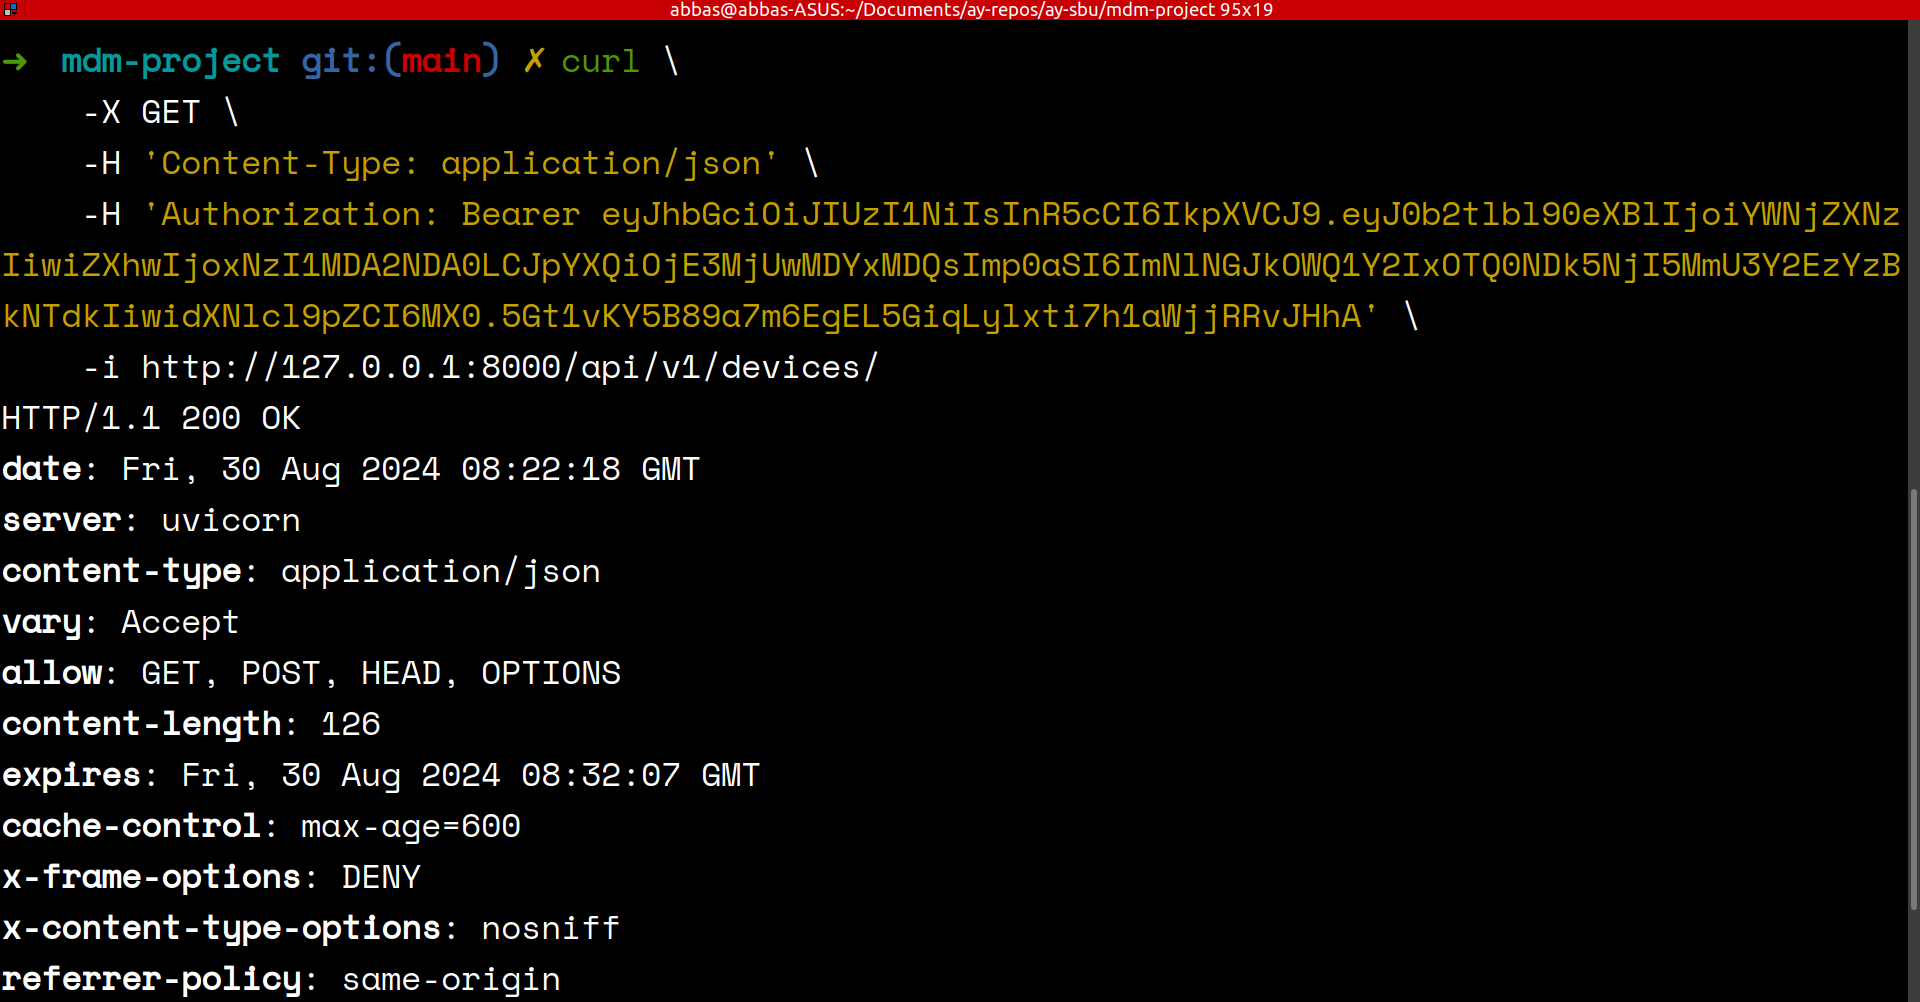 abbas@abbas-ASUS:~/Documents/ay-repos/ay-sbu/mdm-project 95x19
➜  mdm-project git:(main) ✗ curl \
    -X GET \
    -H 'Content-Type: application/json' \
    -H 'Authorization: Bearer eyJhbGciOiJIUzI1NiIsInR5cCI6IkpXVCJ9.eyJ0b2tlbl90eXBlIjoiYWNjZXNz
IiwiZXhwIjoxNzI1MDA2NDA0LCJpYXQiOjE3MjUwMDYxMDQsImp0aSI6ImNlNGJkOWQ1Y2IxOTQ0NDk5NjI5MmU3Y2EzYzB
kNTdkIiwidXNlcl9pZCI6MX0.5Gt1vKY5B89a7m6EgEL5GiqLylxti7h1aWjjRRvJHhA' \
    -i http://127.0.0.1:8000/api/v1/devices/
HTTP/1.1 200 OK
date: Fri, 30 Aug 2024 08:22:18 GMT
server: uvicorn
content-type: application/json
vary: Accept
allow: GET, POST, HEAD, OPTIONS
content-length: 126
expires: Fri, 30 Aug 2024 08:32:07 GMT
cache-control: max-age=600
x-frame-options: DENY
x-content-type-options: nosniff
referrer-policy: same-origin